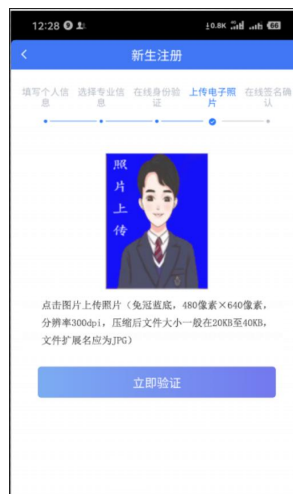 12:28
↓0.8K 66
新生注册
填写个人信息 选择专业信息 在线身份验证 上传电子照片 在线签名确认
照片上传
点击图片上传照片（免冠蓝底，480像素×640像素，
分辨率300dpi，压缩后文件大小一般在20KB至40KB，
文件扩展名应为JPG）
立即验证